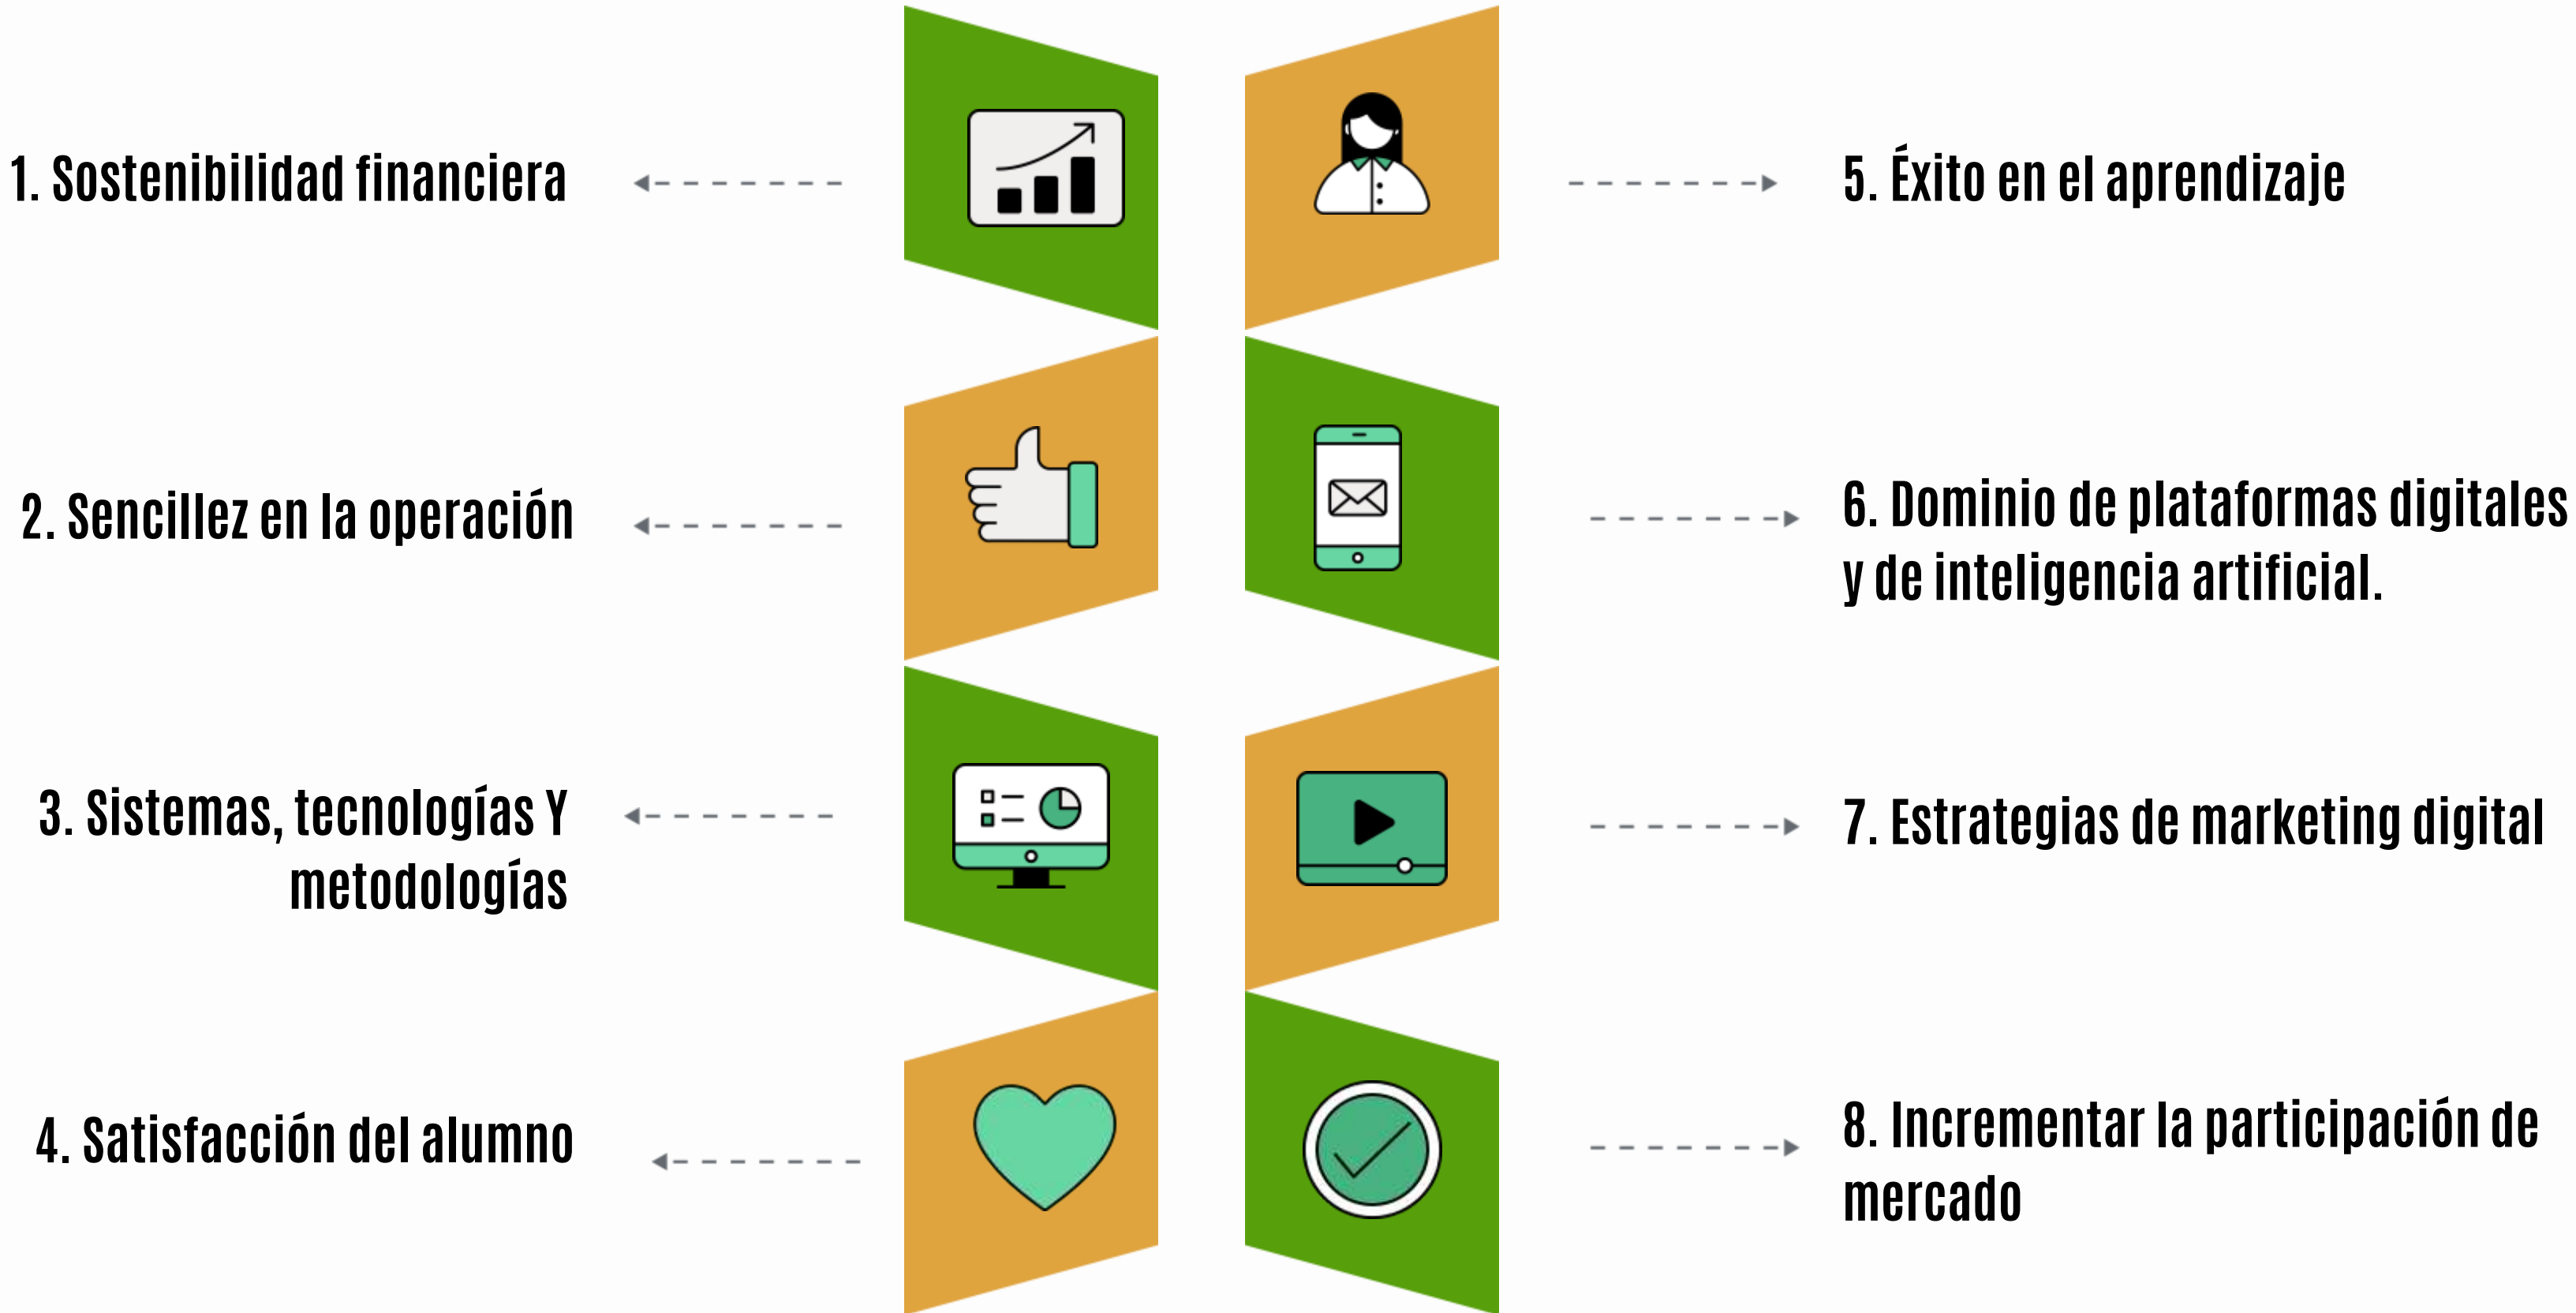 1. Sostenibilidad financiera
2. Sencillez en la operación
3. Sistemas, tecnologías Y
metodologías
4. Satisfacción del alumno
5. Éxito en el aprendizaje
6. Dominio de plataformas digitales
y de inteligencia artificial.
7. Estrategias de marketing digital
8. Incrementar la participación de
mercado